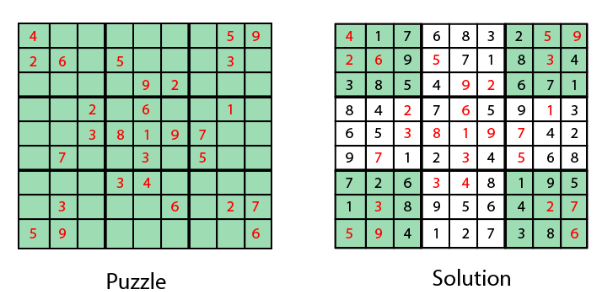 4 5 9
2 6 5 3
9 2
2 6 1
3 8 1 9 7
7 3 5
3 4
3 6 2 7
5 9 6
Puzzle
4 1 7 6 8 3 2 5 9
2 6 9 5 7 1 8 3 4
3 8 5 4 9 2 6 7 1
8 4 2 7 6 5 9 1 3
6 5 3 8 1 9 7 4 2
9 7 1 2 3 4 5 6 8
7 2 6 3 4 8 1 9 5
1 3 8 9 5 6 4 2 7
5 9 4 1 2 7 3 8 6
Solution